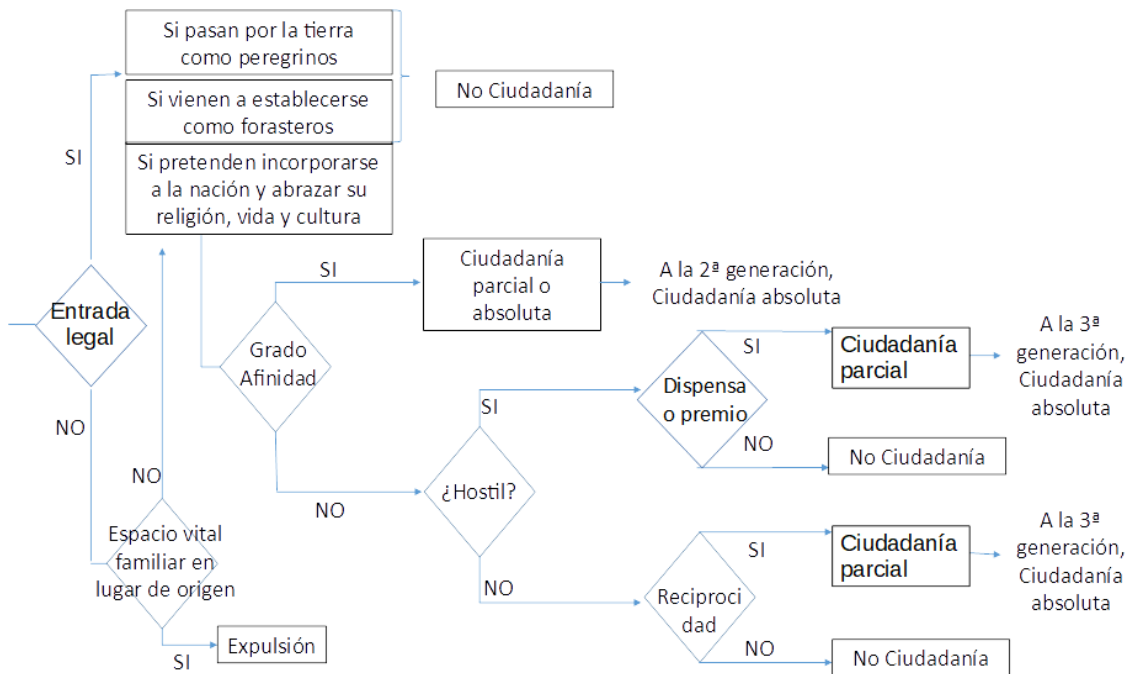 Si pasan por la tierra
como peregrinos
No Ciudadanía
Si vienen a establecerse
como forasteros
SI
Si pretenden incorporarse
a la nación y abrazar su
religión, vida y cultura
Entrada
legal
SI
Ciudadanía
parcial o
absoluta
A la 2ª generación,
Ciudadanía absoluta
Grado
Afinidad
NO
SI
Dispensa
o premio
SI
Ciudadanía
parcial
A la 3ª
generación,
Ciudadanía
absoluta
NO
No Ciudadanía
NO
NO
¿Hostil?
Espacio vital
familiar en
lugar de origen
SI
Expulsión
NO
Reciproci
dad
SI
Ciudadanía
parcial
A la 3ª
generación,
Ciudadanía
absoluta
NO
No Ciudadanía